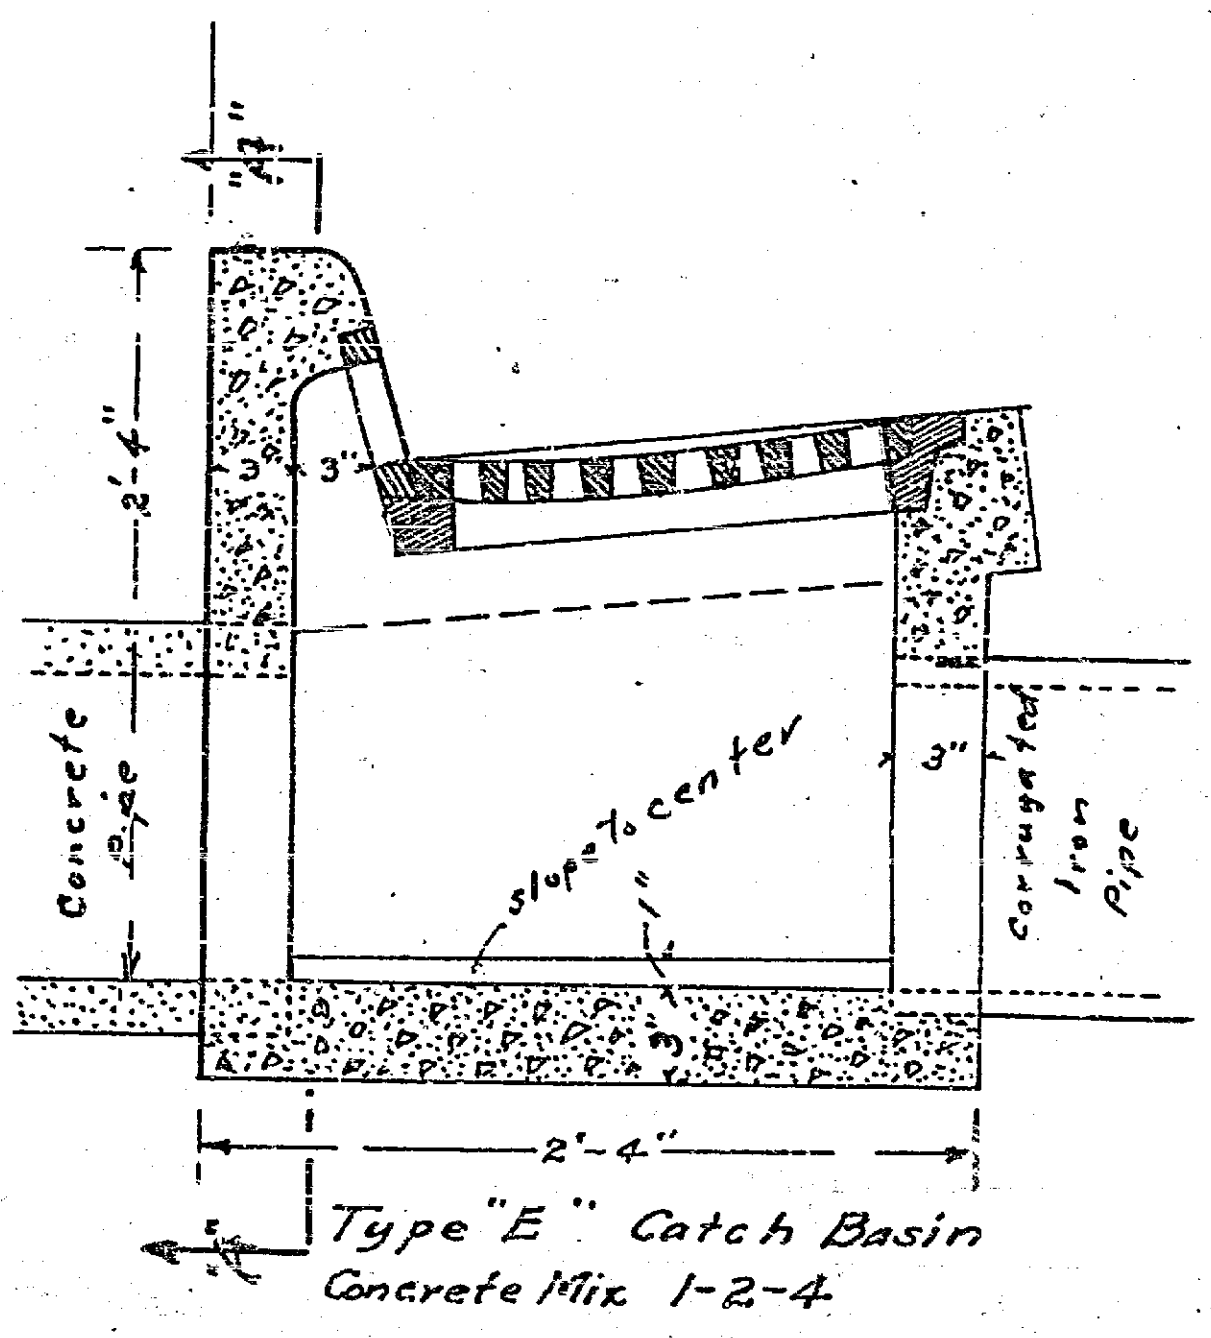 2'-4"
3" 3"
Concrete
Pipe
slope to center
1"
3"
3"
Corrugated
Iron
Pipe
2'-4"
Type "E" Catch Basin
Concrete Mix 1-2-4